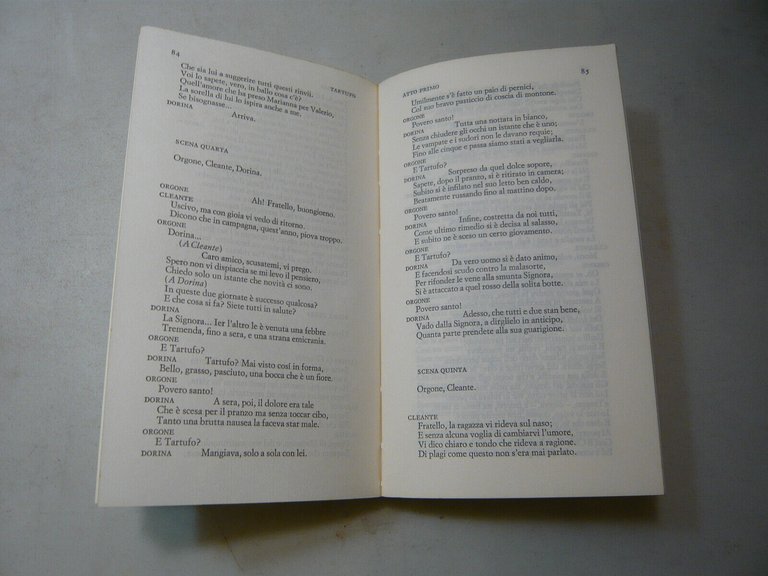 84
TARTUFO
Che sia lui a suggerire tutti questi rinvii.
Voi lo sapete, vero, in ballo cosa c'è?
Quell'amore che ha preso Marianna per Valerio,
La sorella di lui lo ispira anche a me.
Se bisognasse...
DORINA Arriva.
SCENA QUARTA
Orgone, Cleante, Dorina.
ORGONE
Ah! Fratello, buongiorno.
CLEANTE
Uscivo, ma con gioia vi vedo di ritorno.
Dicono che in campagna, quest'anno, piova troppo.
ORGONE
Dorina...
(A Cleante)
Caro amico, scusatemi, vi prego.
Spero non vi dispiaccia se mi levo il pensiero,
Chiedo solo un istante che novità ci sono.
(A Dorina)
In queste due giornate è successo qualcosa?
E che cosa si fa? Siete tutti in salute?
DORINA
La Signora... Ier l'altro le è venuta una febbre
Tremenda, fino a sera, e una strana emicrania.
ORGONE
E Tartufo?
DORINA Tartufo? Mai visto così in forma,
Bello, grasso, pasciuto, una bocca che è un fiore.
ORGONE
Povero santo!
DORINA A sera, poi, il dolore era tale
Che è scesa per il pranzo ma senza toccar cibo,
Tanto una brutta nausea la faceva star male.
ORGONE
E Tartufo?
DORINA Mangiava, solo a sola con lei.
85
ATTO PRIMO
Umilmente s'è fatto un paio di pernici,
Col suo bravo pasticcio di coscia di montone.
ORGONE
Povero santo!
DORINA Tutta una nottata in bianco,
Senza chiudere gli occhi un istante che è uno;
Le vampate e i sudori non le davano requie;
Fino alle cinque e passa siamo stati a vegliarla.
ORGONE
E Tartufo?
DORINA Sorpreso da quel dolce sopore,
Sapete, dopo il pranzo, si è ritirato in camera;
Subito si è infilato nel suo letto ben caldo,
Beatamente russando fino al mattino dopo.
ORGONE
Povero santo!
DORINA Infine, costretta da noi tutti,
Come ultimo rimedio si è decisa al salasso,
E subito ne è sceso un certo giovamento.
ORGONE
E Tartufo?
DORINA Da vero uomo si è dato animo,
E facendosi scudo contro la malasorte,
Per rifonder le vene alla smunta Signora,
Si è attaccato a quel rosso della solita botte.
ORGONE
Povero santo!
DORINA Adesso, che tutti e due stan bene,
Vado dalla Signora, a dirglielo in anticipo,
Quanta parte prendete alla sua guarigione.
SCENA QUINTA
Orgone, Cleante.
CLEANTE
Fratello, la ragazza vi rideva sul naso;
E senza alcuna voglia di cambiarvi l'umore,
Vi dico chiaro e tondo che rideva a ragione.
Di plagi come questo non s'era mai parlato.